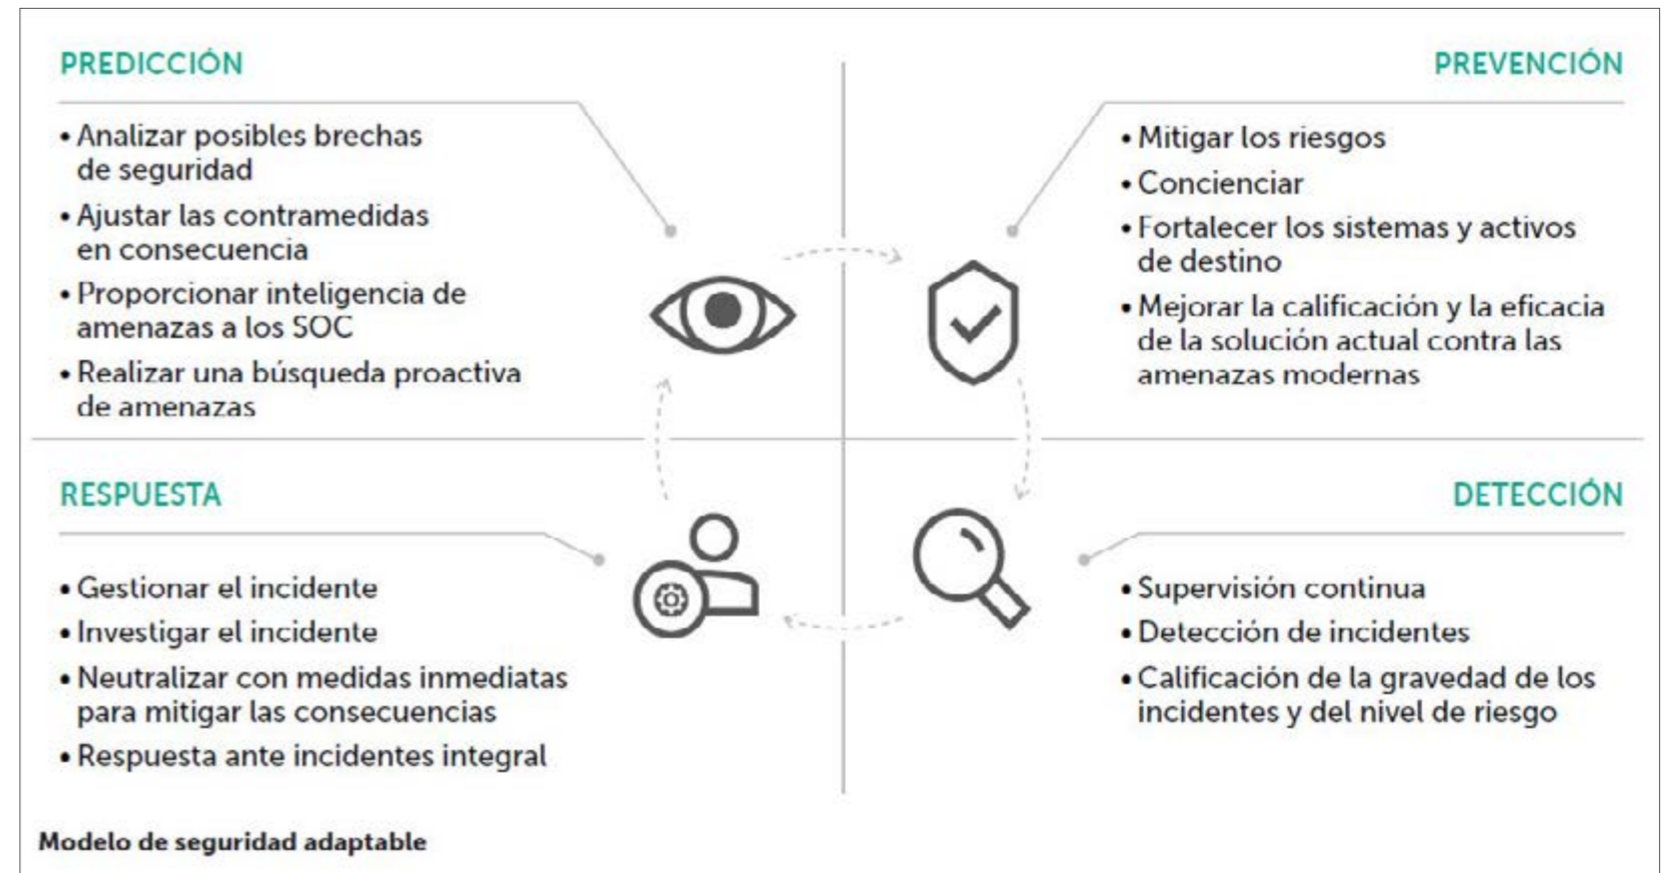 PREDICCIÓN
• Analizar posibles brechas
de seguridad
• Ajustar las contramedidas
en consecuencia
• Proporcionar inteligencia de
amenazas a los SOC
• Realizar una búsqueda proactiva
de amenazas
PREVENCIÓN
• Mitigar los riesgos
• Concienciar
• Fortalecer los sistemas y activos
de destino
• Mejorar la calificación y la eficacia
de la solución actual contra las
amenazas modernas
RESPUESTA
• Gestionar el incidente
• Investigar el incidente
• Neutralizar con medidas inmediatas
para mitigar las consecuencias
• Respuesta ante incidentes integral
DETECCIÓN
• Supervisión continua
• Detección de incidentes
• Calificación de la gravedad de los
incidentes y del nivel de riesgo
Modelo de seguridad adaptable